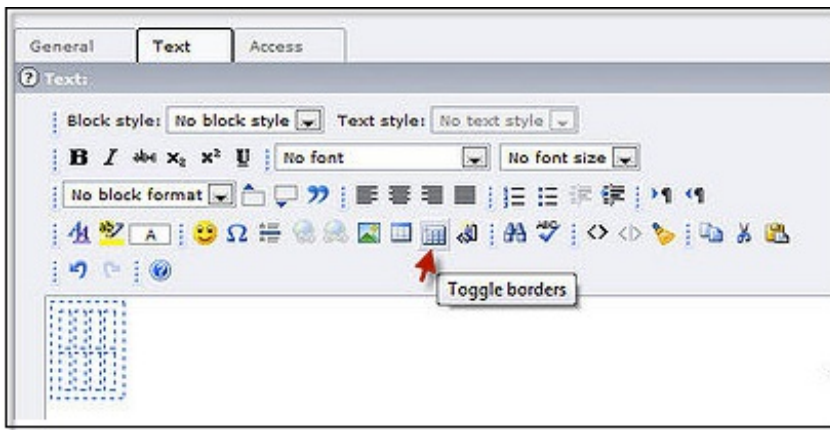 General Text Access
? Text:
Block style: No block style Text style: No text style
B I abc x₂ x² U No font No font size
No block format
A
Toggle borders